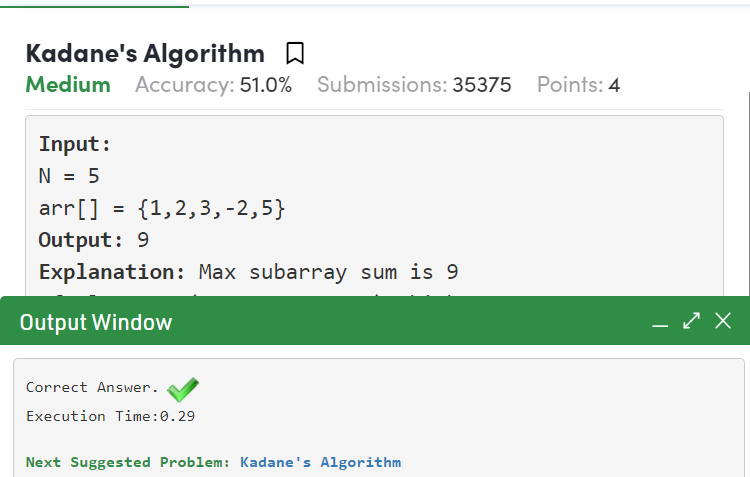 Kadane's Algorithm
Medium Accuracy: 51.0% Submissions: 35375 Points: 4
Input:
N = 5
arr[] = {1,2,3,-2,5}
Output: 9
Explanation: Max subarray sum is 9
Output Window
Correct Answer.
Execution Time:0.29
Next Suggested Problem: Kadane's Algorithm